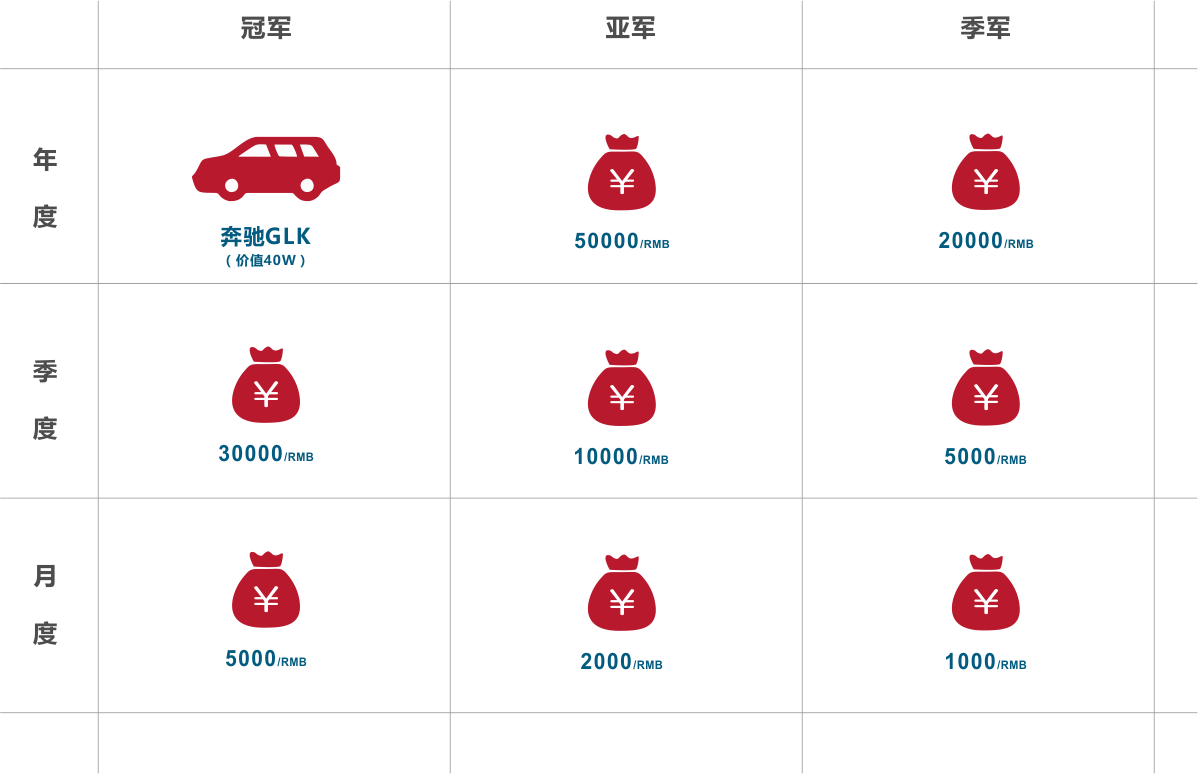 冠军 亚军 季军
年度
¥ ¥
奔驰GLK 50000/RMB 20000/RMB
（价值40W）
季度
¥ ¥ ¥
30000/RMB 10000/RMB 5000/RMB
月度
¥ ¥ ¥
5000/RMB 2000/RMB 1000/RMB